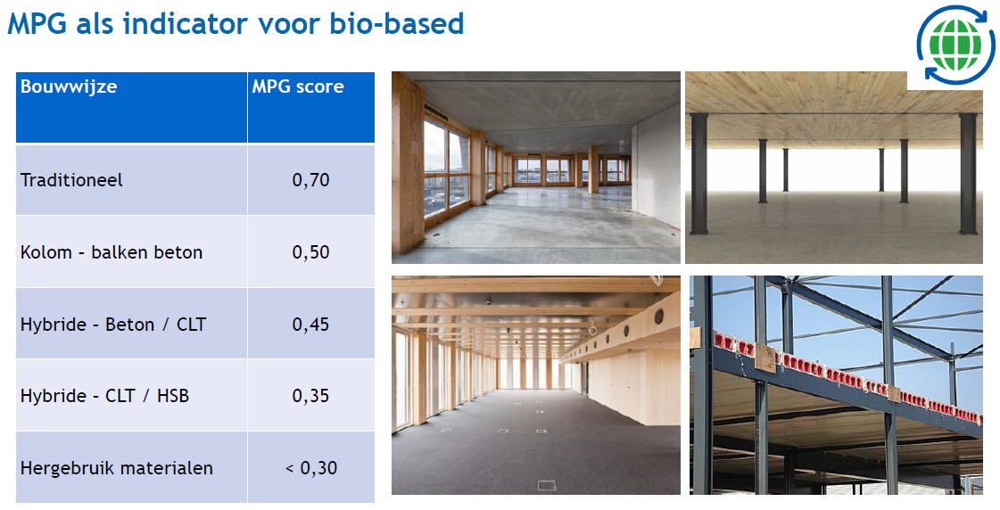 MPG als indicator voor bio-based
Bouwwijze MPG score
Traditioneel 0,70
Kolom – balken beton 0,50
Hybride – Beton / CLT 0,45
Hybride – CLT / HSB 0,35
Hergebruik materialen < 0,30